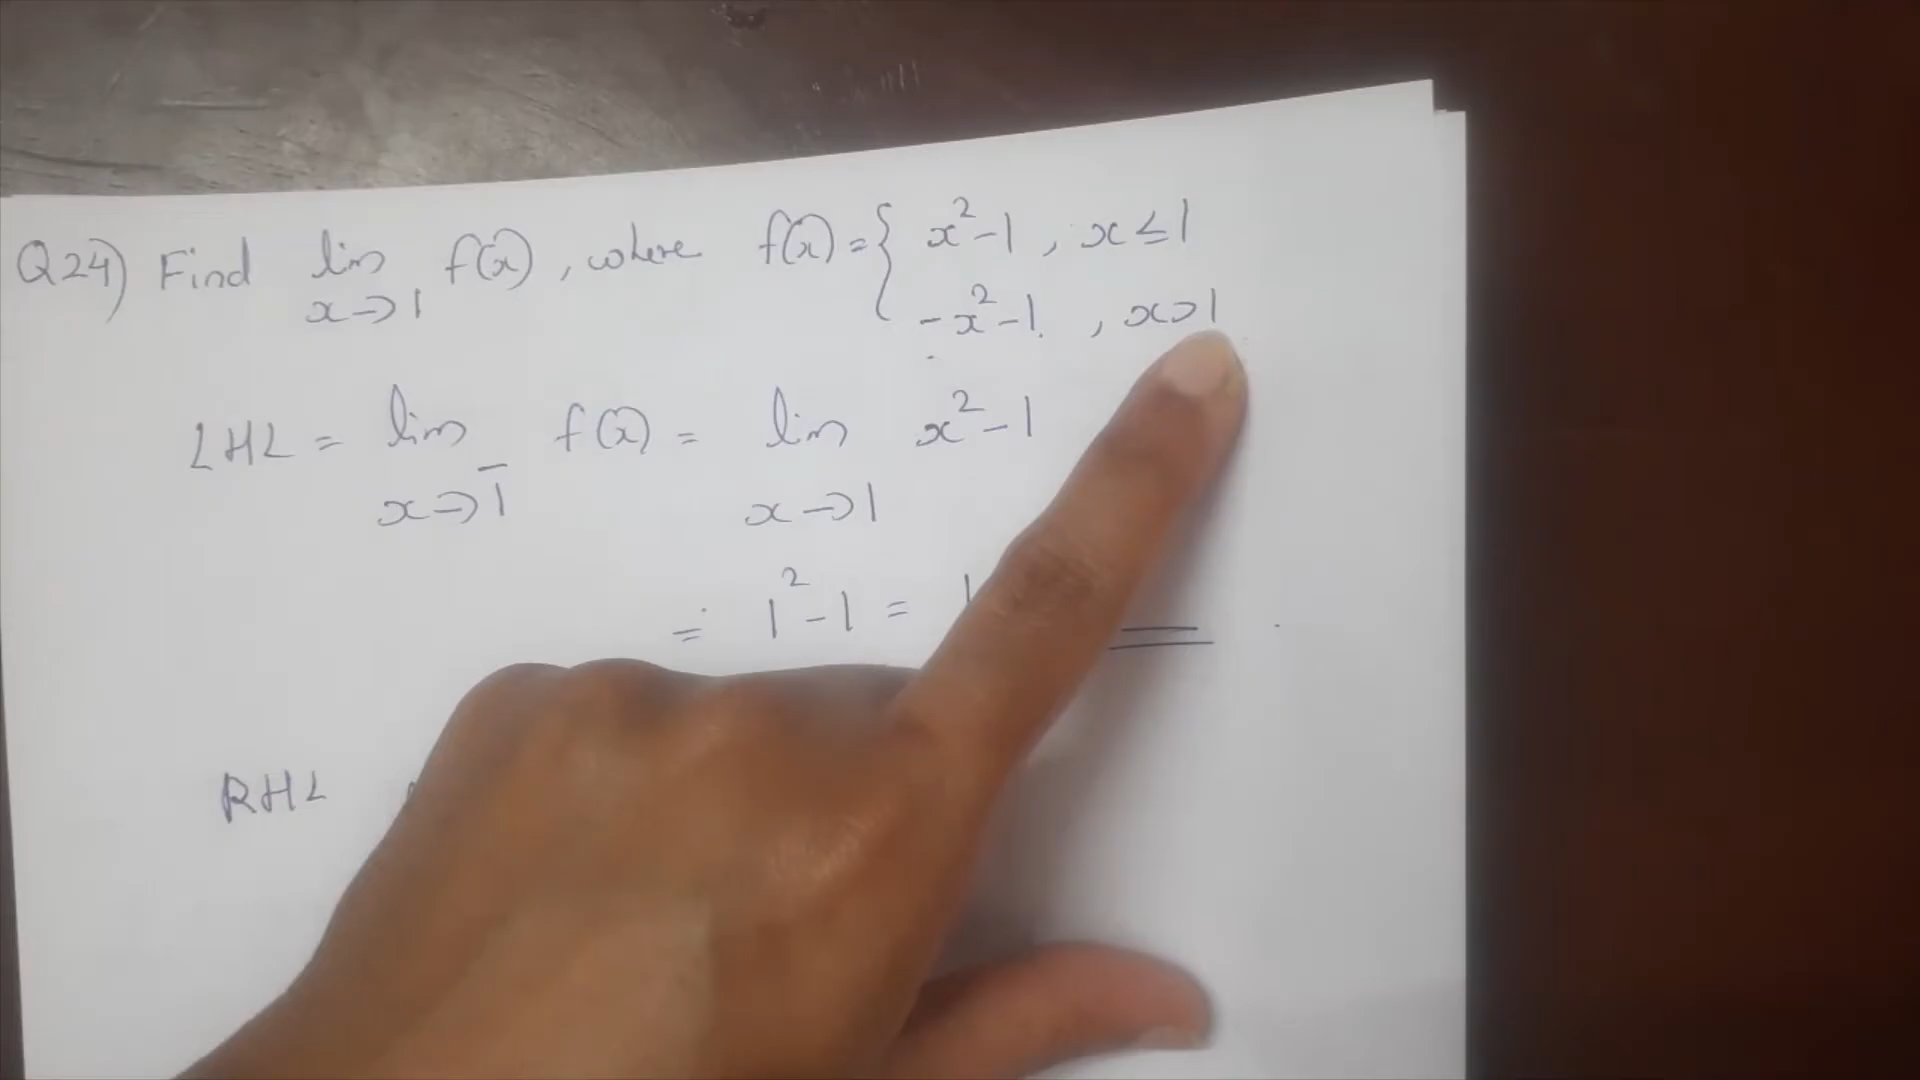 Q24) Find lim f(x), where f(x) = { x²-1, x≤1
x→1
-x²-1, x>1
LHL = lim f(x) = lim x²-1
x→1⁻ x→1
= 1²-1 = 1
RHL